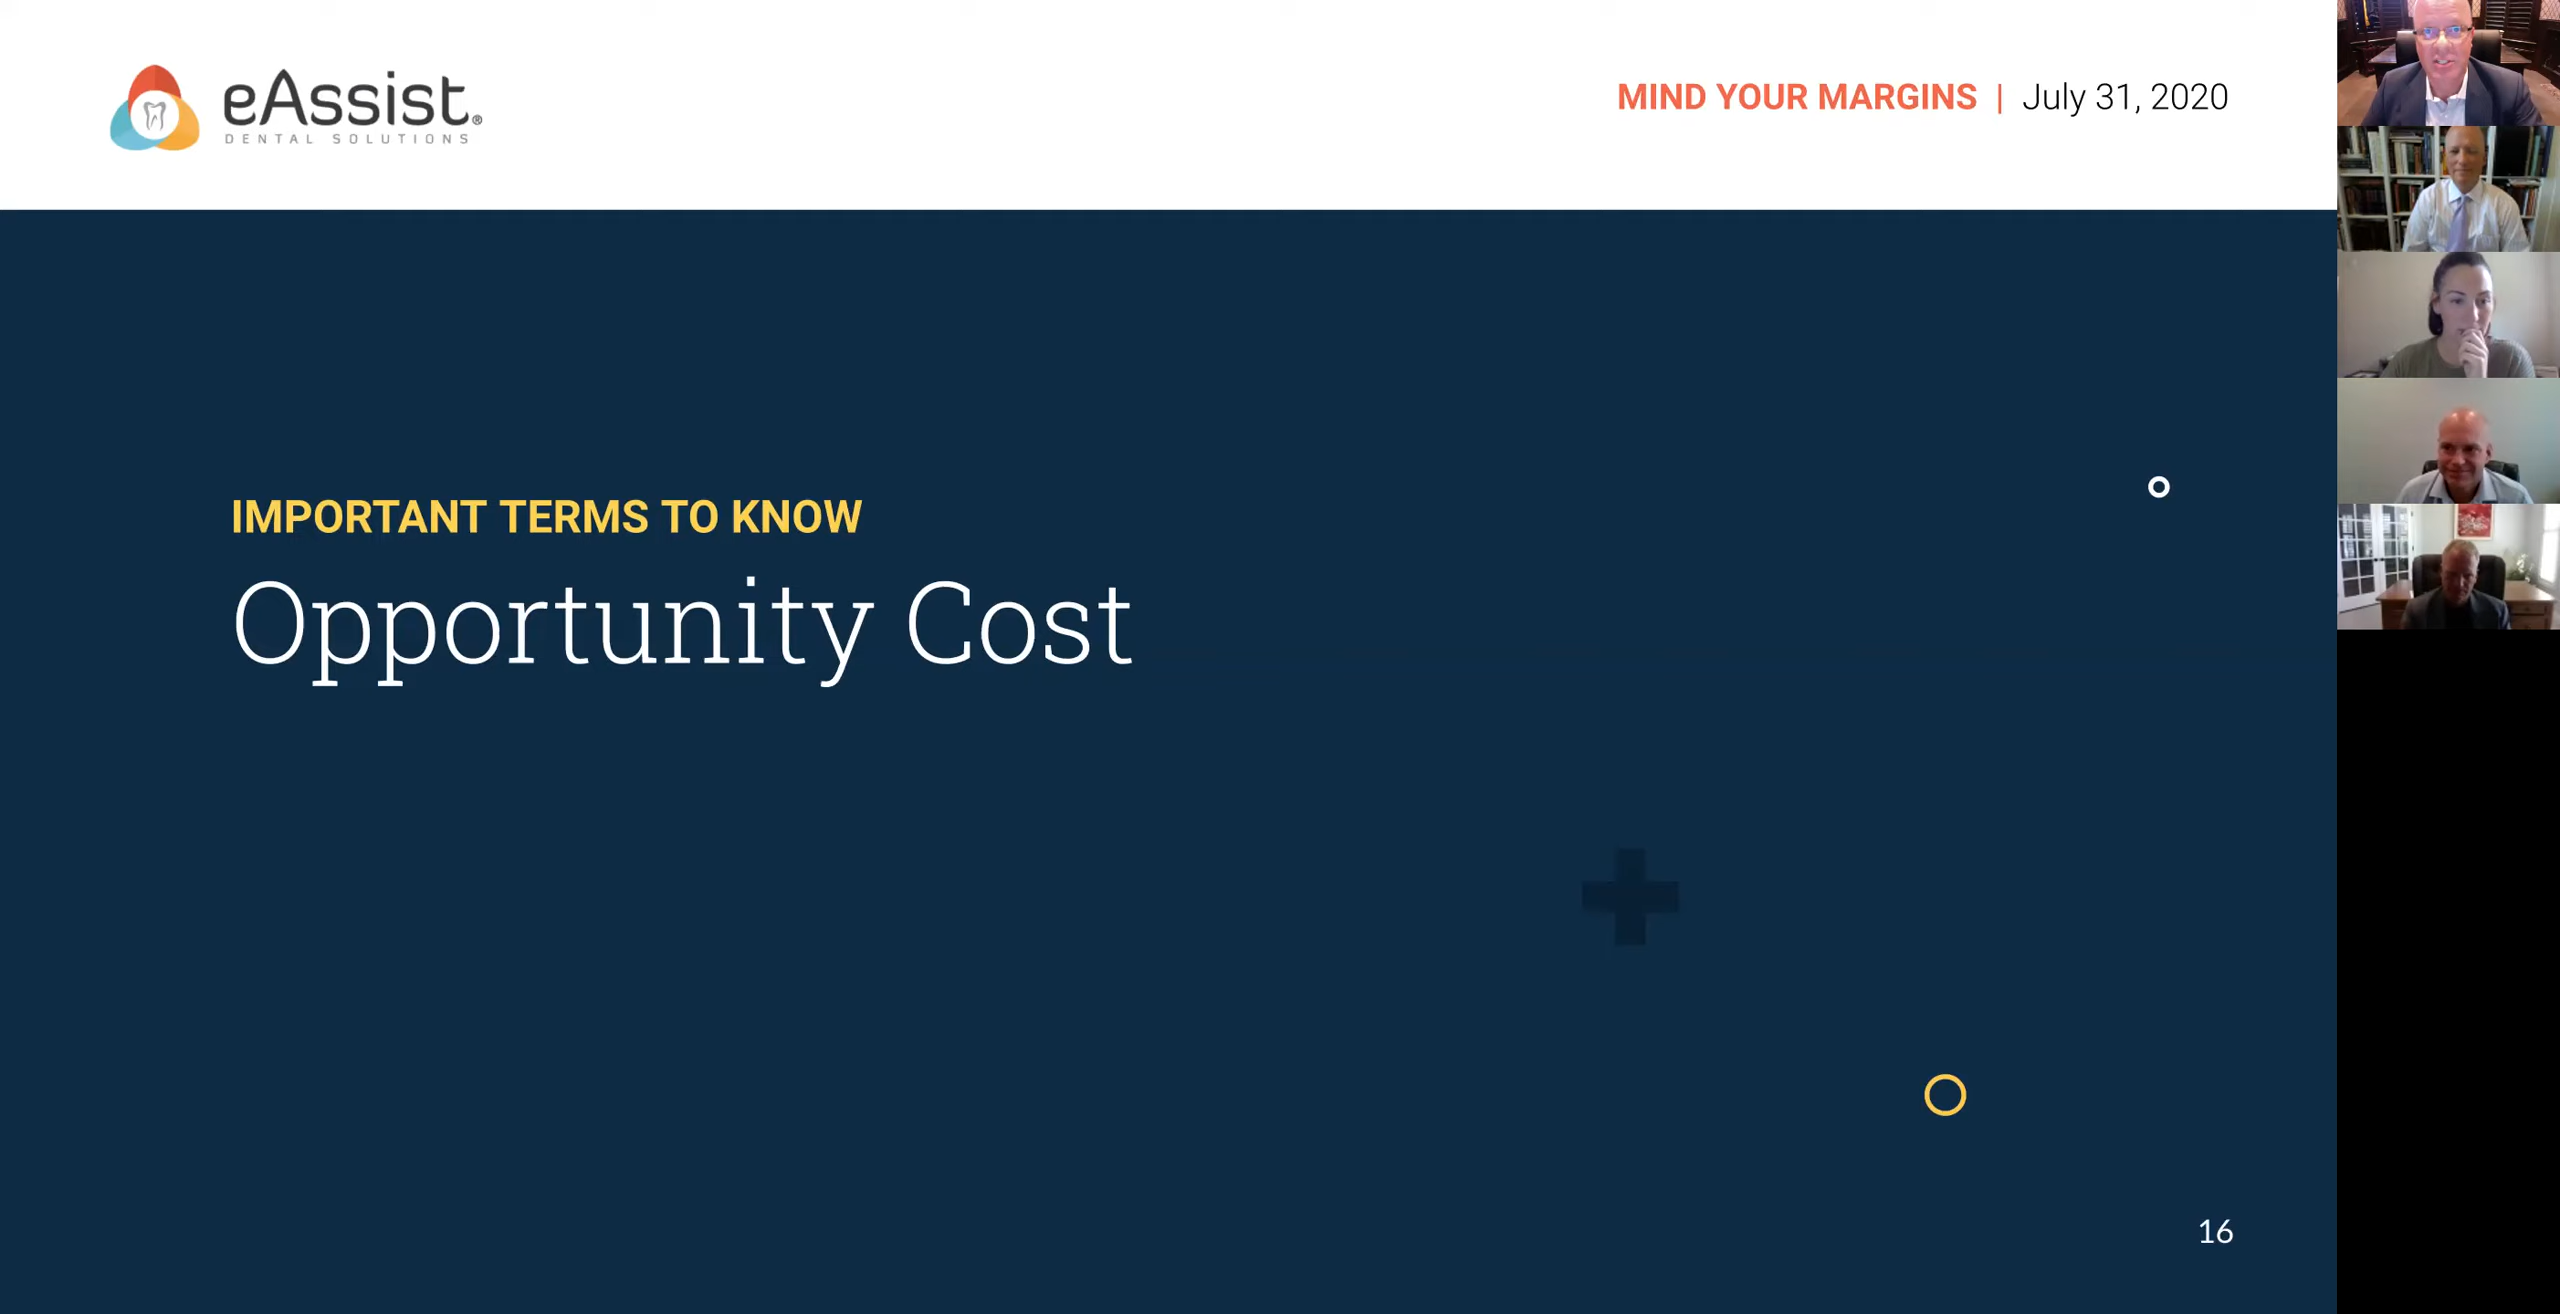 eAssist®
DENTAL SOLUTIONS
MIND YOUR MARGINS | July 31, 2020
IMPORTANT TERMS TO KNOW
Opportunity Cost
16